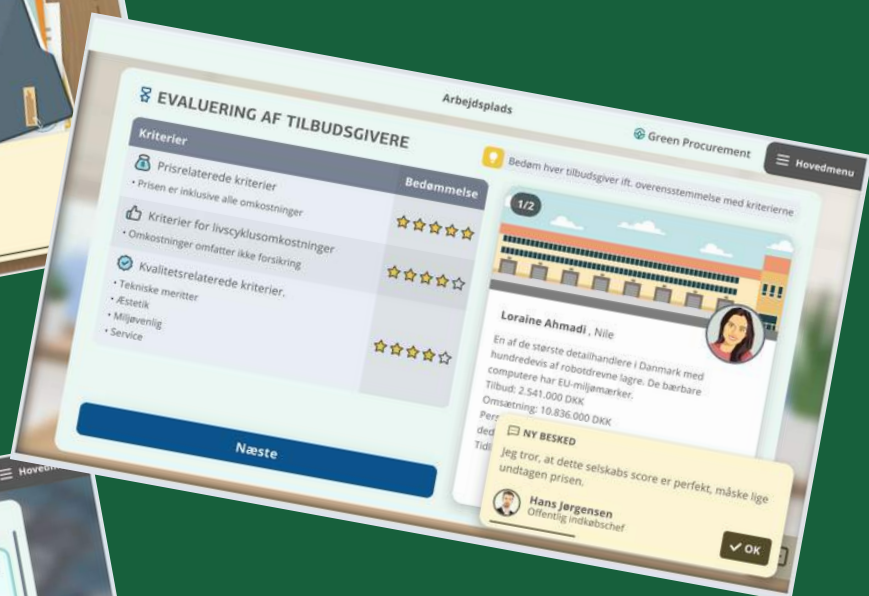 Arbejdsplads
Green Procurement
Hovedmenu
EVALUERING AF TILBUDSGIVERE
Kriterier
Bedømmelse
Prisrelaterede kriterier
• Prisen er inklusive alle omkostninger
Kriterier for livscyklusomkostninger
• Omkostninger omfatter ikke forsikring
Kvalitetsrelaterede kriterier.
• Tekniske meritter
• Æstetik
• Miljøvenlig
• Service
Næste
Bedøm hver tilbudsgiver ift. overensstemmelse med kriterierne
1/2
Loraine Ahmadi , Nile
En af de største detailhandlere i Danmark med
hundredevis af robotdrevne lagre. De bærbare
computere har EU-miljømærker.
Tilbud: 2.541.000 DKK
Omsætning: 10.836.000 DKK
NY BESKED
Jeg tror, at dette selskabs score er perfekt, måske lige
undtagen prisen.
Hans Jørgensen
Offentlig indkøbschef
OK